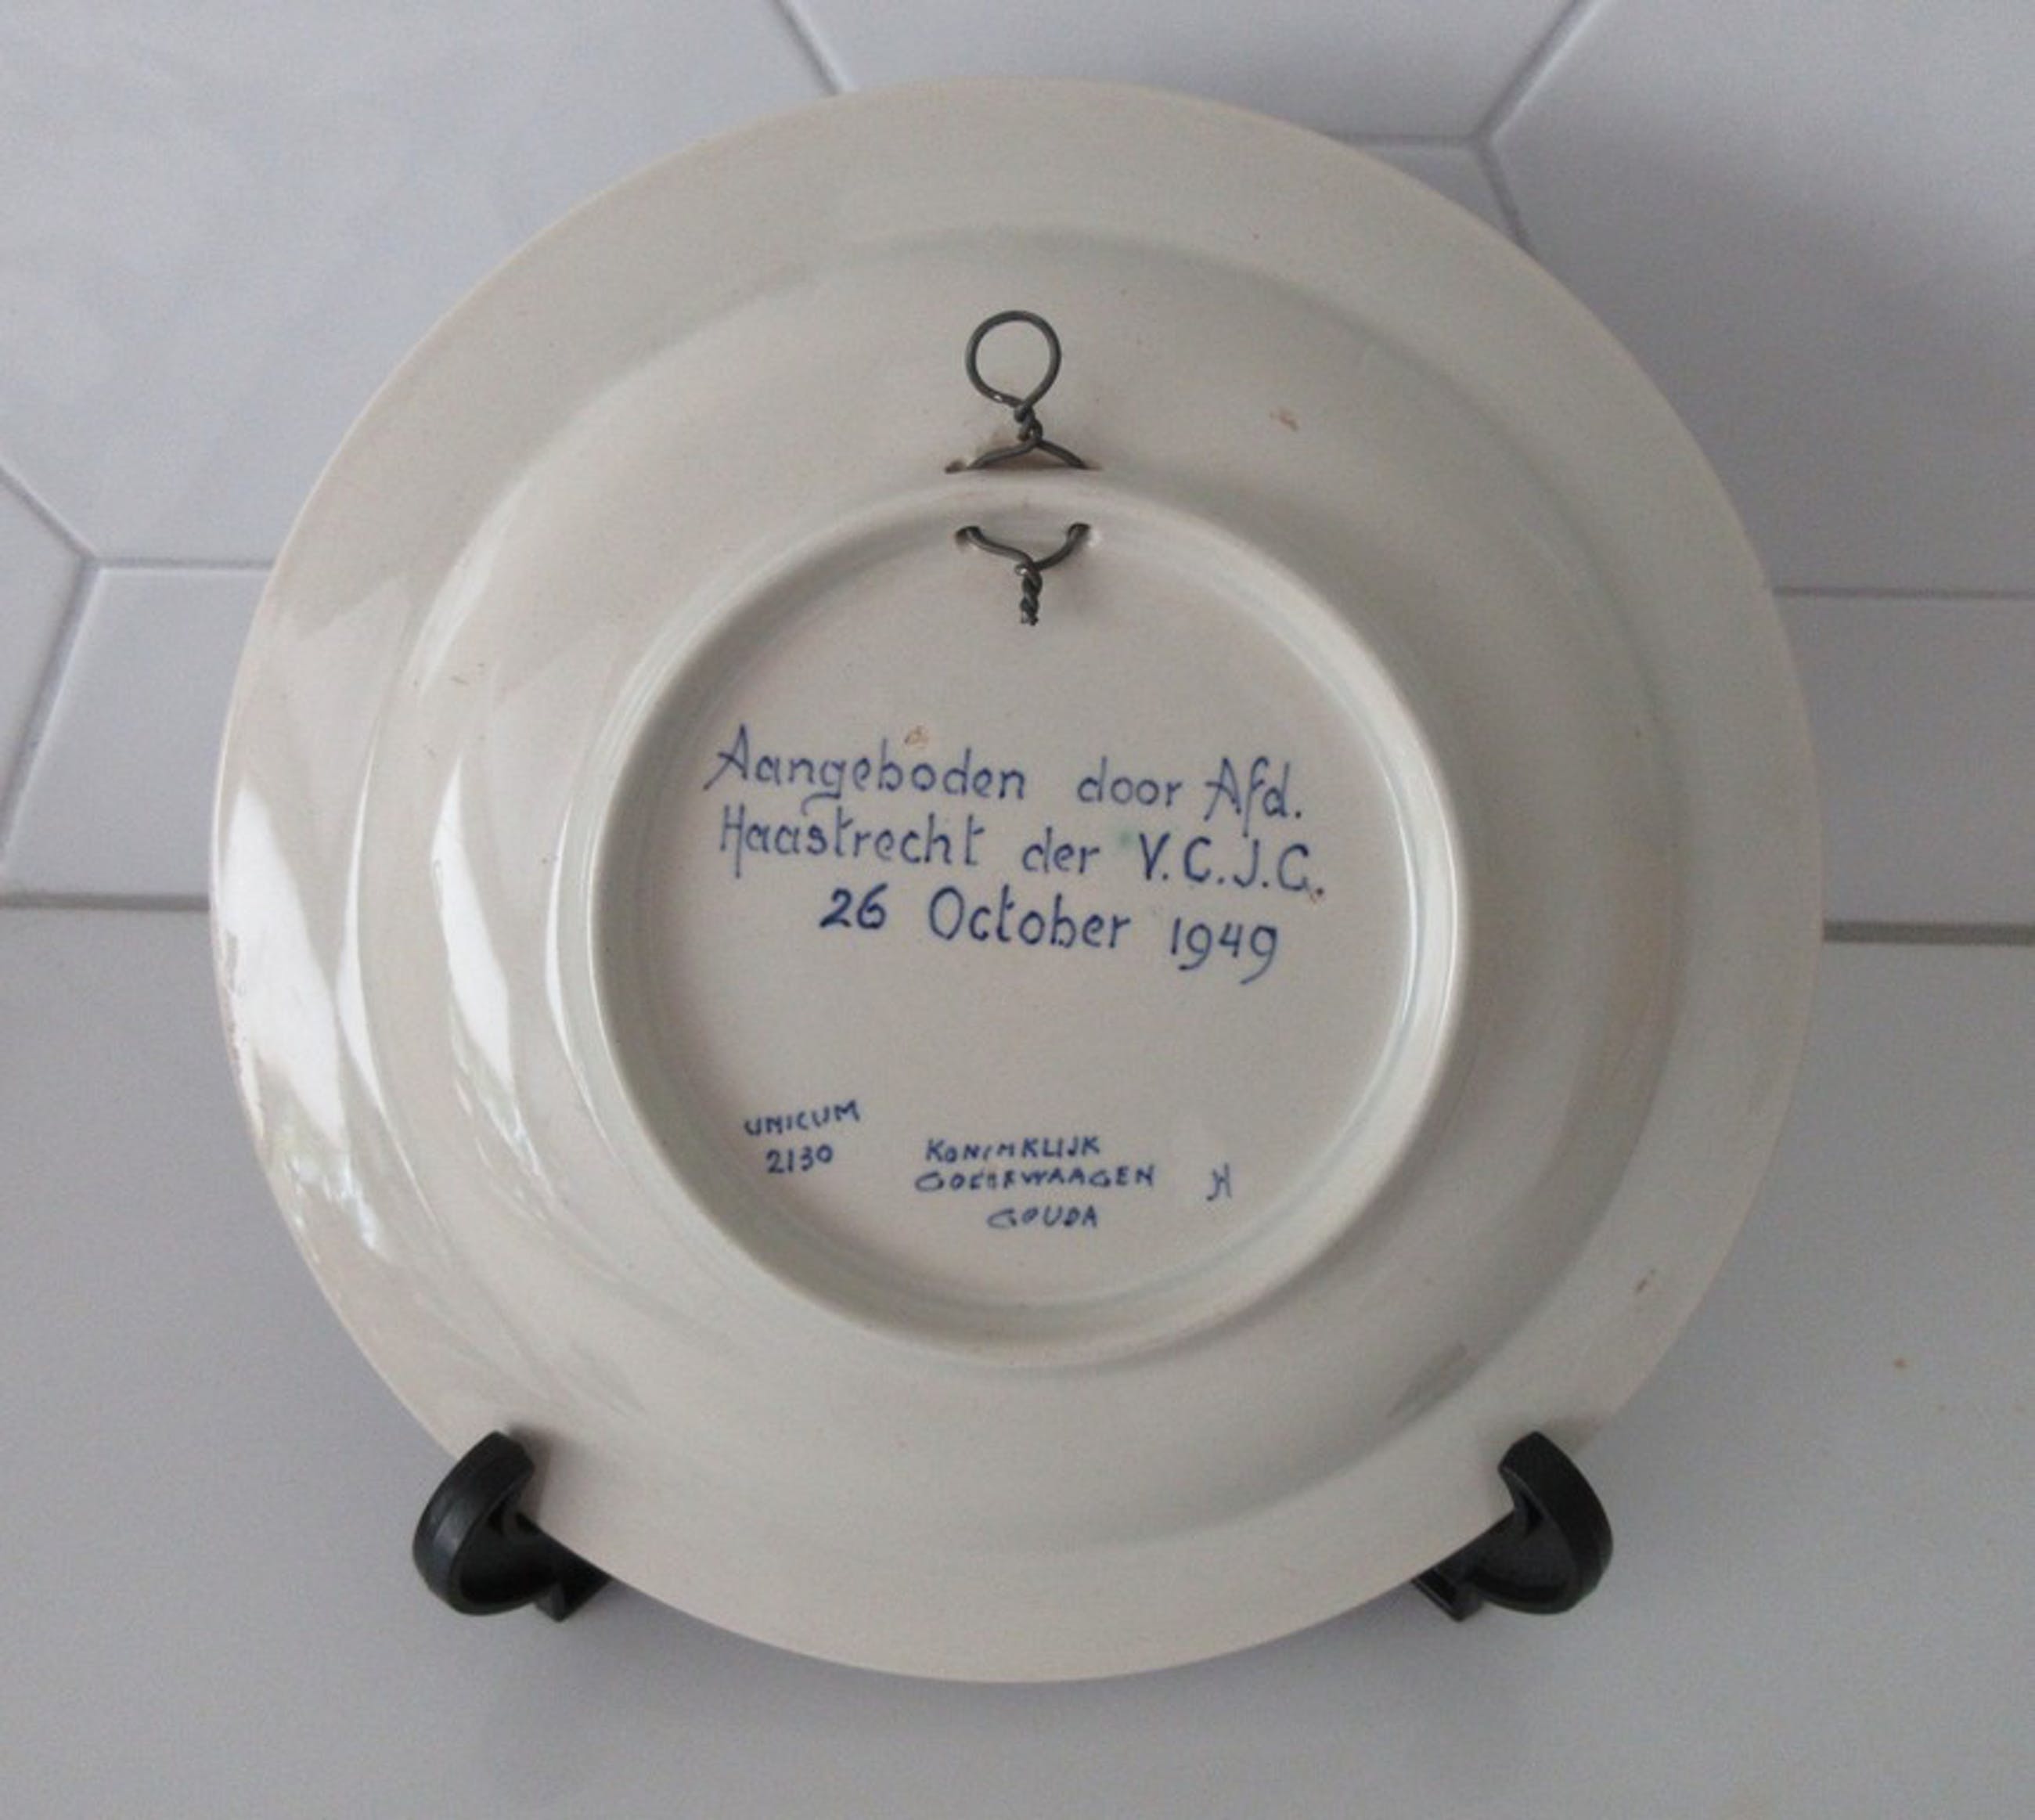 Aangeboden door Afd.
Haastrecht der V.C.J.C.
26 October 1949
UNICUM
2130
KONINKLIJK
GOEDEWAAGEN
GOUDA